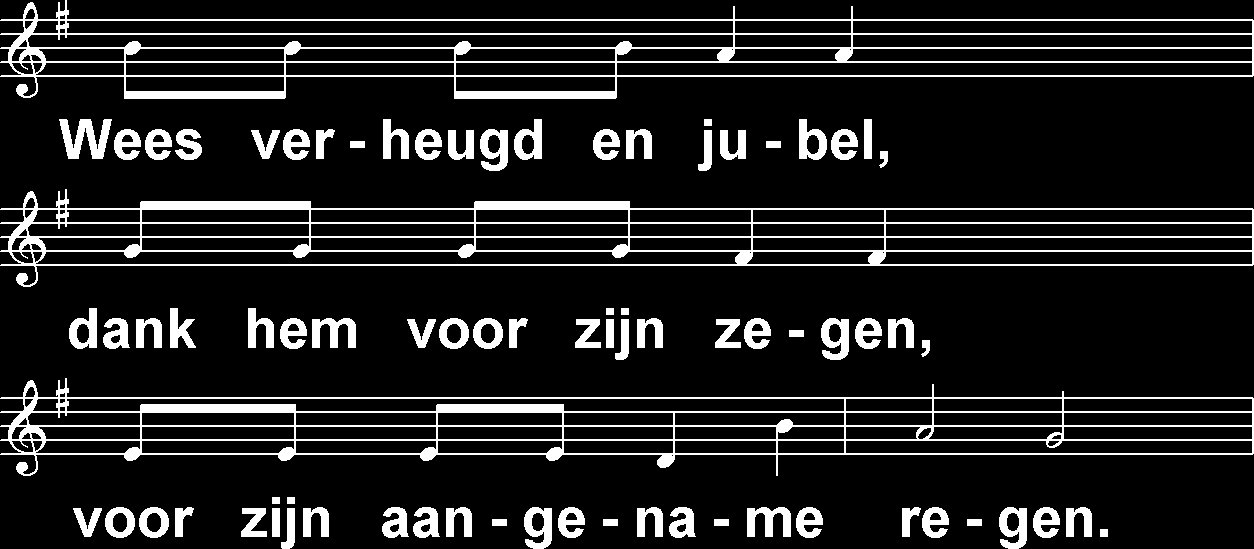 Wees ver - heugd en ju - bel,
dank hem voor zijn ze - gen,
voor zijn aan - ge - na - me re - gen.